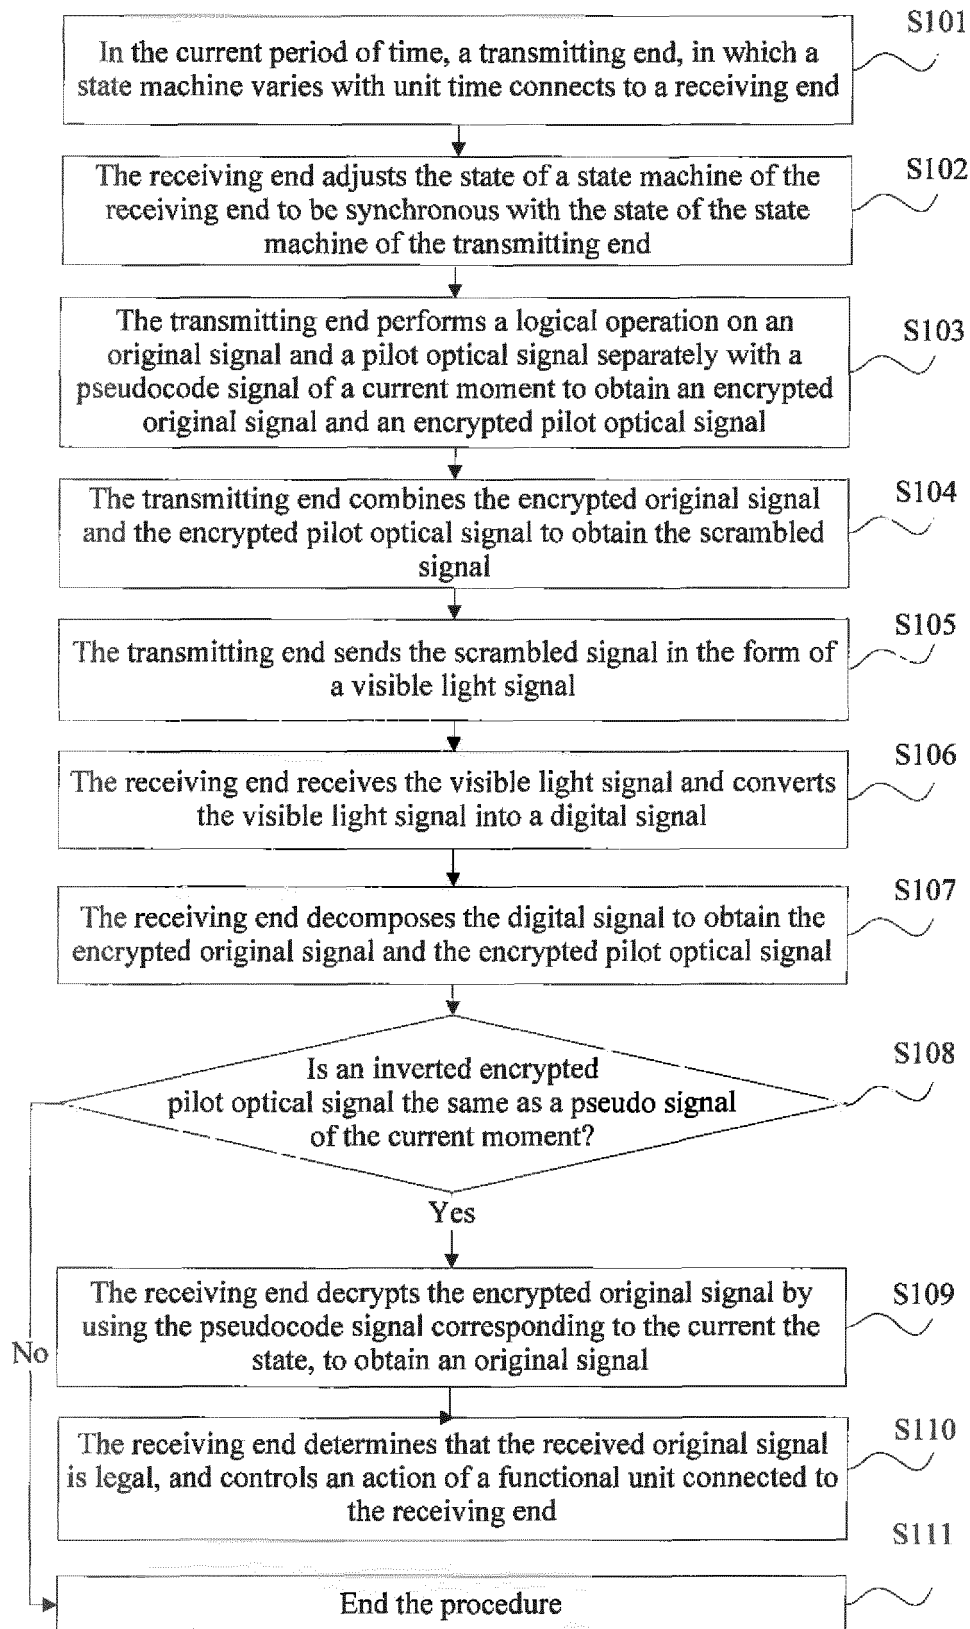 S101
In the current period of time, a transmitting end, in which a
state machine varies with unit time connects to a receiving end
S102
The receiving end adjusts the state of a state machine of the
receiving end to be synchronous with the state of the state
machine of the transmitting end
S103
The transmitting end performs a logical operation on an
original signal and a pilot optical signal separately with a
pseudocode signal of a current moment to obtain an encrypted
original signal and an encrypted pilot optical signal
S104
The transmitting end combines the encrypted original signal
and the encrypted pilot optical signal to obtain the scrambled
signal
S105
The transmitting end sends the scrambled signal in the form of
a visible light signal
S106
The receiving end receives the visible light signal and converts
the visible light signal into a digital signal
S107
The receiving end decomposes the digital signal to obtain the
encrypted original signal and the encrypted pilot optical signal
S108
Is an inverted encrypted
pilot optical signal the same as a pseudo signal
of the current moment?
Yes
S109
The receiving end decrypts the encrypted original signal by
using the pseudocode signal corresponding to the current the
state, to obtain an original signal
No
S110
The receiving end determines that the received original signal
is legal, and controls an action of a functional unit connected to
the receiving end
S111
End the procedure